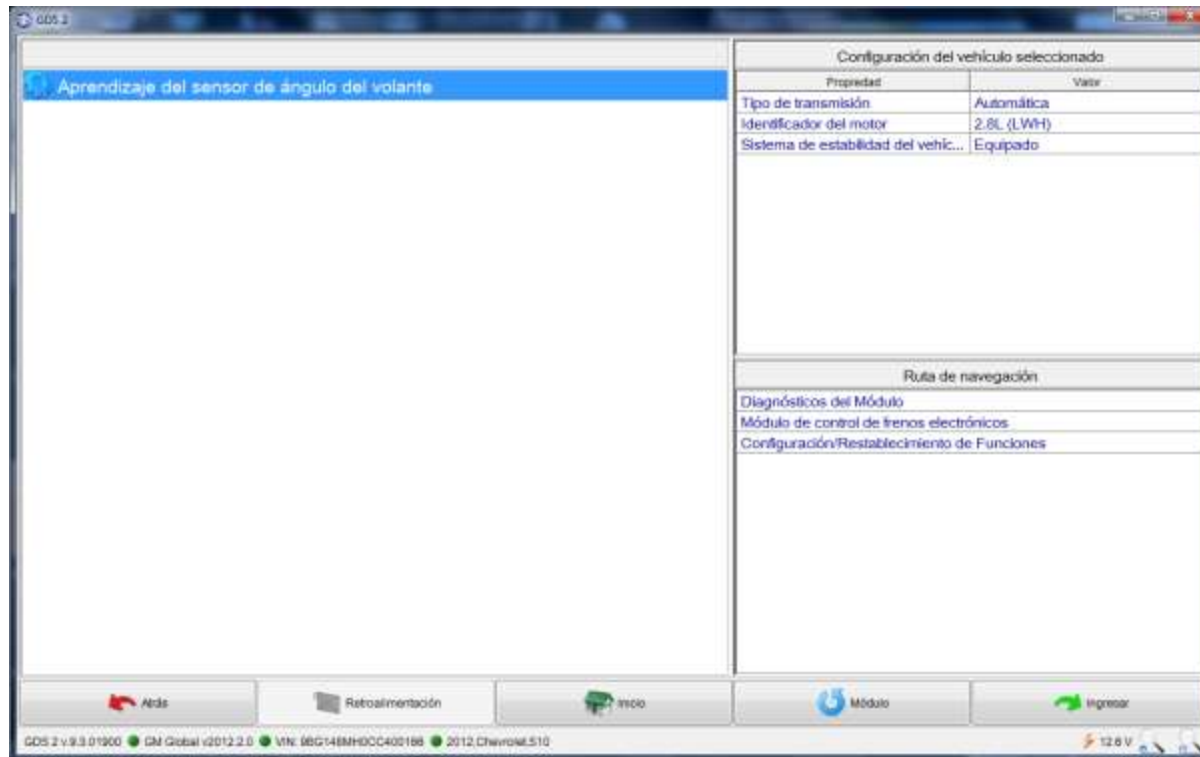 GDS 2
Configuración del vehículo seleccionado
Aprendizaje del sensor de ángulo del volante
Propiedad Valor
Tipo de transmisión Automática
Identificador del motor 2.8L (LWH)
Sistema de estabilidad del vehíc... Equipado
Ruta de navegación
Diagnósticos del Módulo
Módulo de control de frenos electrónicos
Configuración/Restablecimiento de Funciones
Atrás Retroalimentación Inicio Módulo Ingresar
GDS 2 v.9.3.01900 GM Global v2012.2.0 VIN: 9BG148MH0CC400166 2012,Chevrolet,S10 12.6 V